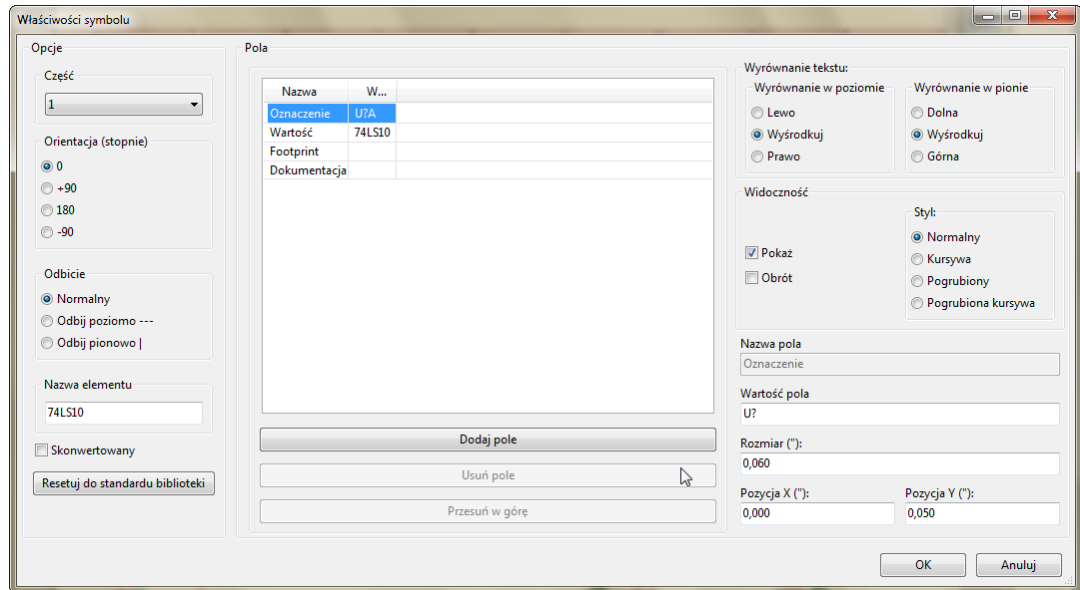 Właściwości symbolu
Opcje
Część
1
Orientacja (stopnie)
0
+90
180
-90
Odbicie
Normalny
Odbij poziomo ---
Odbij pionowo |
Nazwa elementu
74LS10
Skonwertowany
Resetuj do standardu biblioteki
Pola
Nazwa W...
Oznaczenie U?A
Wartość 74LS10
Footprint
Dokumentacja
Dodaj pole
Usuń pole
Przesuń w górę
Wyrównanie tekstu:
Wyrównanie w poziomie
Lewo
Wyśrodkuj
Prawo
Wyrównanie w pionie
Dolna
Wyśrodkuj
Górna
Widoczność
Pokaż
Obrót
Styl:
Normalny
Kursywa
Pogrubiony
Pogrubiona kursywa
Nazwa pola
Oznaczenie
Wartość pola
U?
Rozmiar ("):
0,060
Pozycja X ("):
0,000
Pozycja Y ("):
0,050
OK
Anuluj